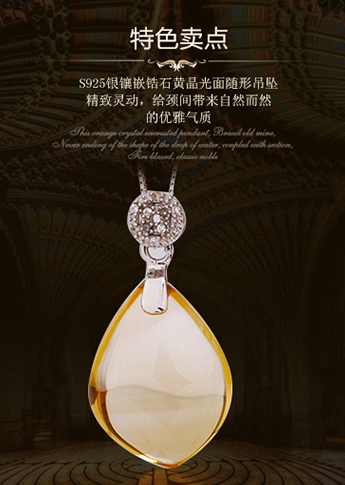 特色卖点
S925银镶嵌锆石黄晶光面随形吊坠
精致灵动，给颈间带来自然而然
的优雅气质
This orange crystal encrusted pendant, Brauil old mine,
Never ending of the shape of the drop of water, coupled with section,
Fire blaud, classic noble